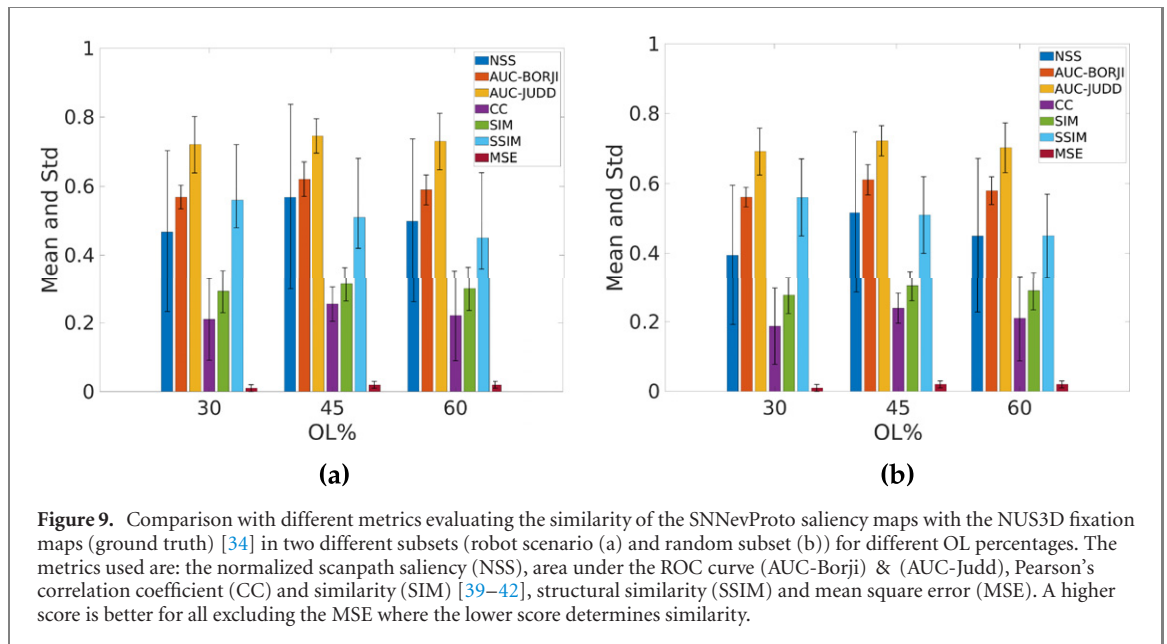 1
0.8
0.6
0.4
0.2
0
Mean and Std
30 45 60
OL%
NSS
AUC-BORJI
AUC-JUDD
CC
SIM
SSIM
MSE
(a)
1
0.8
0.6
0.4
0.2
0
Mean and Std
30 45 60
OL%
NSS
AUC-BORJI
AUC-JUDD
CC
SIM
SSIM
MSE
(b)
Figure 9. Comparison with different metrics evaluating the similarity of the SNNevProto saliency maps with the NUS3D fixation
maps (ground truth) [34] in two different subsets (robot scenario (a) and random subset (b)) for different OL percentages. The
metrics used are: the normalized scanpath saliency (NSS), area under the ROC curve (AUC-Borji) & (AUC-Judd), Pearson's
correlation coefficient (CC) and similarity (SIM) [39–42], structural similarity (SSIM) and mean square error (MSE). A higher
score is better for all excluding the MSE where the lower score determines similarity.